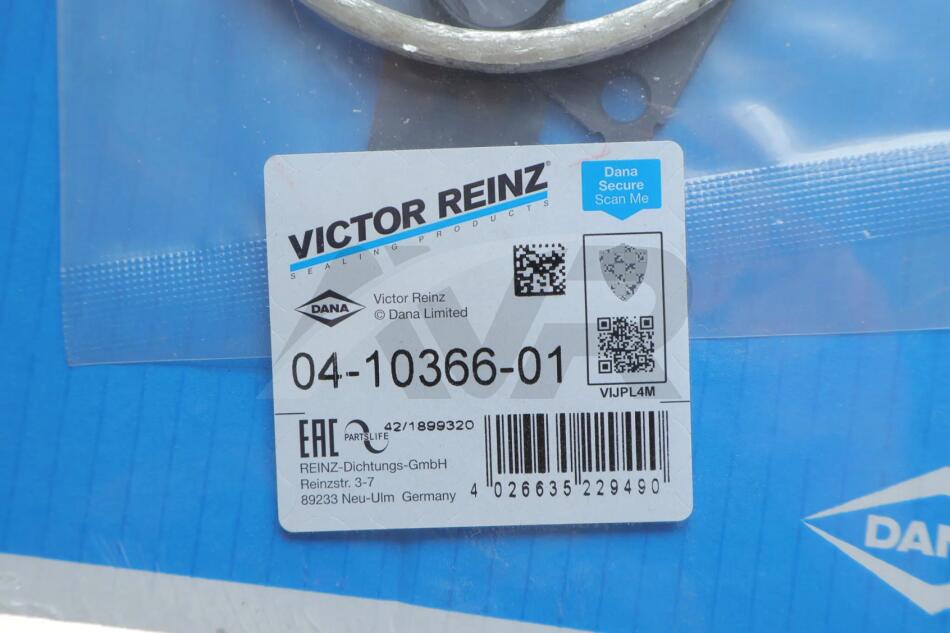 VICTOR REINZ®
SEALING PRODUCTS
Dana
Secure
Scan Me
DANA
Victor Reinz
© Dana Limited
04-10366-01
VIJPL4M
EAC
PARTSLIFE
42/1899320
REINZ-Dichtungs-GmbH
Reinzstr. 3-7
89233 Neu-Ulm Germany
4 026635 229490
DAN
AVR